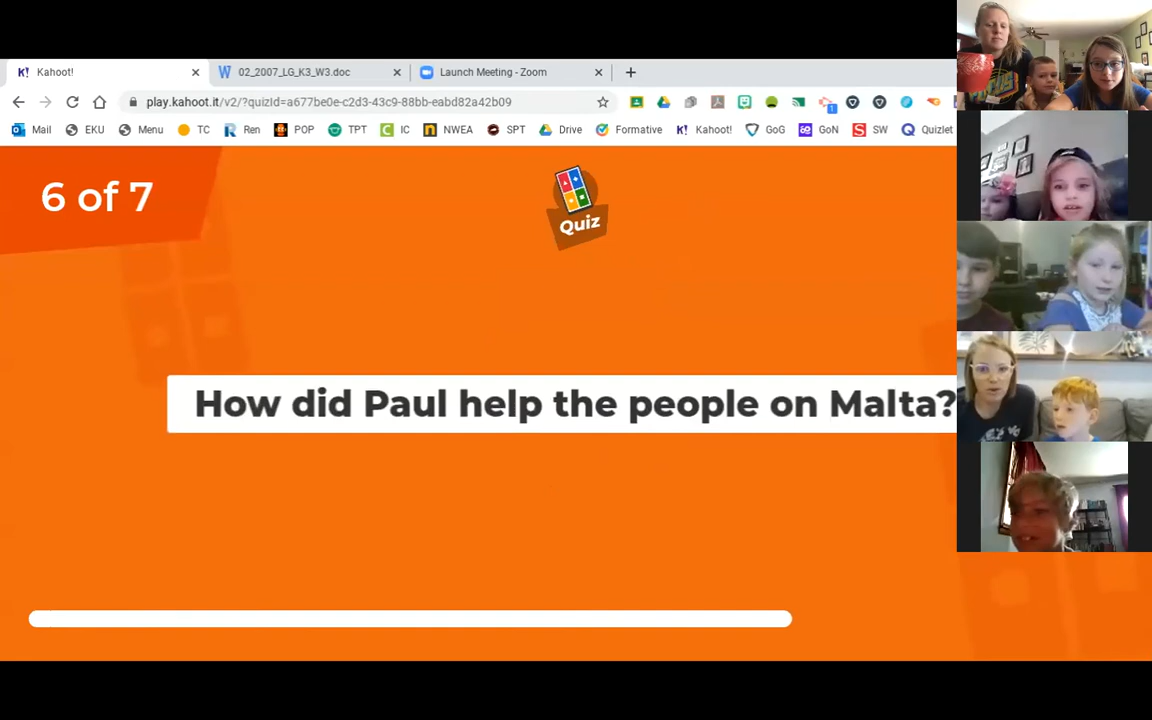 Kahoot!
02_2007_LG_K3_W3.doc
Launch Meeting - Zoom
play.kahoot.it/v2/?quizId=a677be0e-c2d3-43c9-88bb-eabd82a42b09
Mail EKU Menu TC Ren POP TPT IC NWEA SPT Drive Formative Kahoot! GoG GoN SW Quizlet
6 of 7
Quiz
How did Paul help the people on Malta?